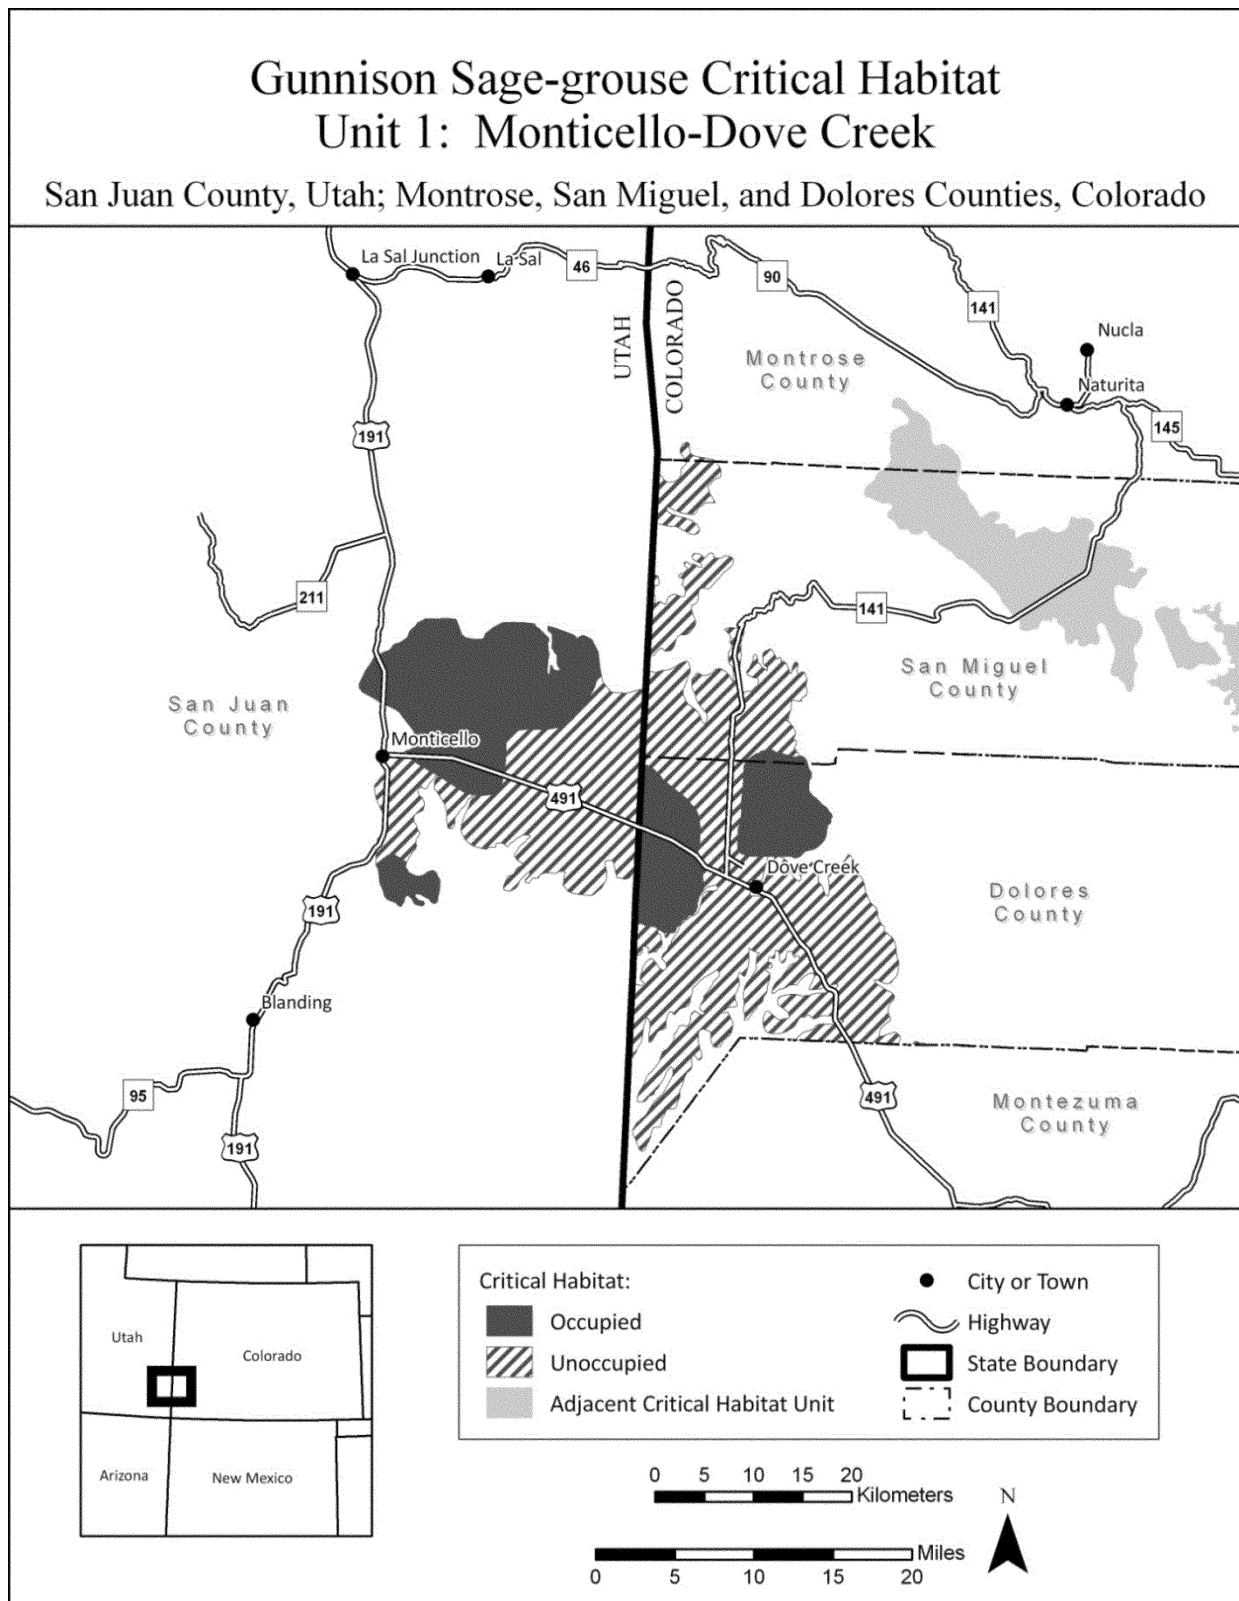 Gunnison Sage-grouse Critical Habitat
Unit 1: Monticello-Dove Creek
San Juan County, Utah; Montrose, San Miguel, and Dolores Counties, Colorado
La Sal Junction
La Sal
46
90
141
UTAH
COLORADO
Nucla
Montrose
County
Naturita
191
145
211
141
San Miguel
County
San Juan
County
Monticello
491
Dove Creek
Dolores
County
191
Blanding
95
491
Montezuma
County
191
Utah
Colorado
Arizona
New Mexico
Critical Habitat:
Occupied
Unoccupied
Adjacent Critical Habitat Unit
City or Town
Highway
State Boundary
County Boundary
0 5 10 15 20
Kilometers
N
Miles
0 5 10 15 20